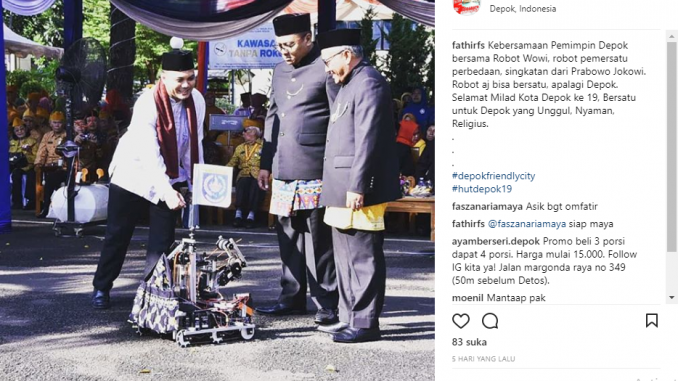 Depok, Indonesia
KAWASAN
TANPA ROKOK
fathirfs Kebersamaan Pemimpin Depok
bersama Robot Wowi, robot pemersatu
perbedaan, singkatan dari Prabowo Jokowi.
Robot aj bisa bersatu, apalagi Depok.
Selamat Milad Kota Depok ke 19, Bersatu
untuk Depok yang Unggul, Nyaman,
Religius.
.
.
.
#depokfriendlycity
#hutdepok19
faszanariamaya Asik bgt omfatir
fathirfs @faszanariamaya siap maya
ayamberseri.depok Promo beli 3 porsi
dapat 4 porsi. Harga mulai 15.000. Follow
IG kita ya! Jalan margonda raya no 349
(50m sebelum Detos).
moenil Mantaap pak
83 suka
5 HARI YANG LALU